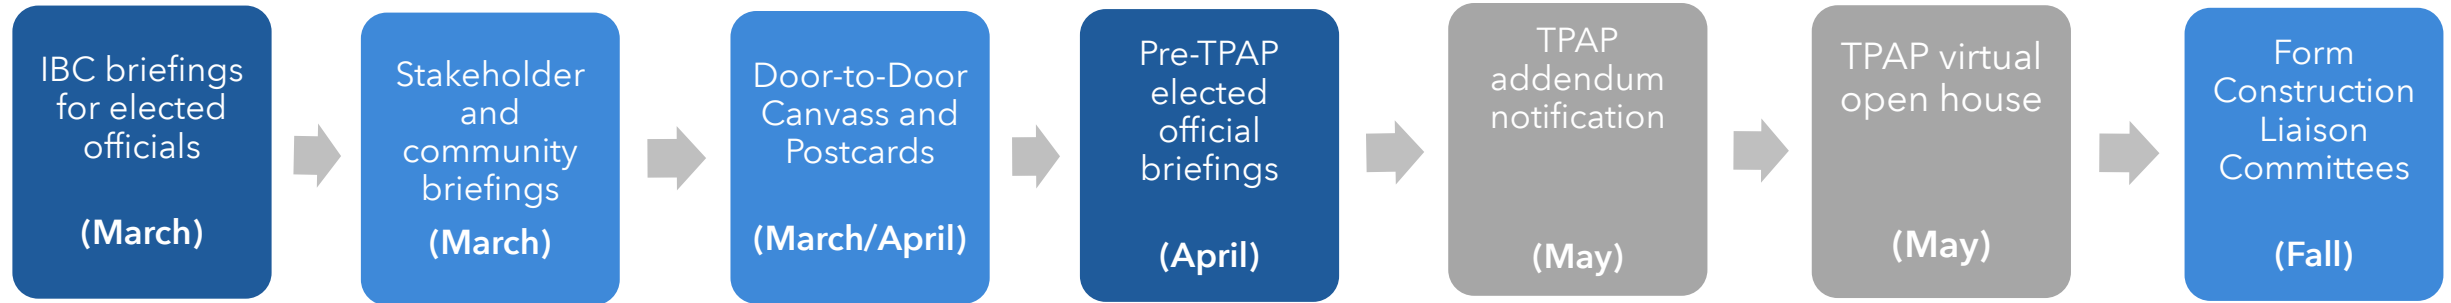 IBC briefings
for elected
officials
(March)
Stakeholder
and
community
briefings
(March)
Door-to-Door
Canvass and
Postcards
(March/April)
Pre-TPAP
elected
official
briefings
(April)
TPAP
addendum
notification
(May)
TPAP virtual
open house
(May)
Form
Construction
Liaison
Committees
(Fall)